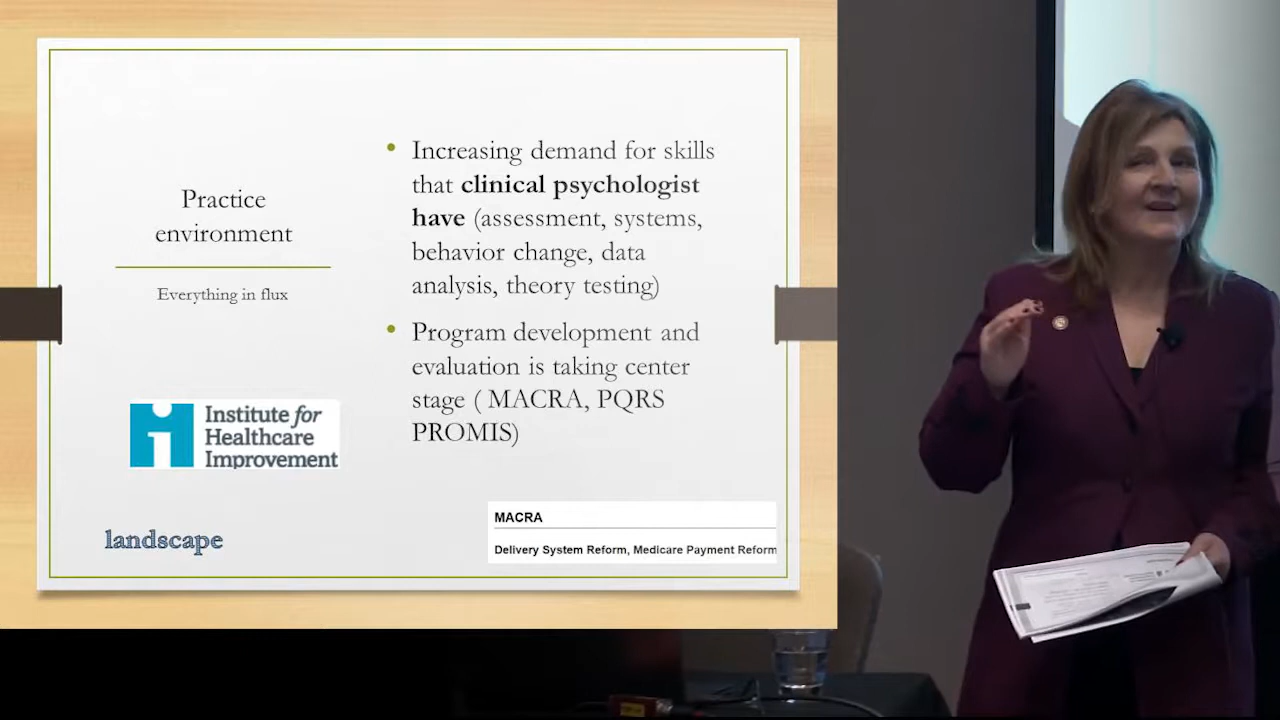 Practice
environment
Everything in flux
Institute for
Healthcare
Improvement
landscape
• Increasing demand for skills
that clinical psychologist
have (assessment, systems,
behavior change, data
analysis, theory testing)
• Program development and
evaluation is taking center
stage ( MACRA, PQRS
PROMIS)
MACRA
Delivery System Reform, Medicare Payment Reform